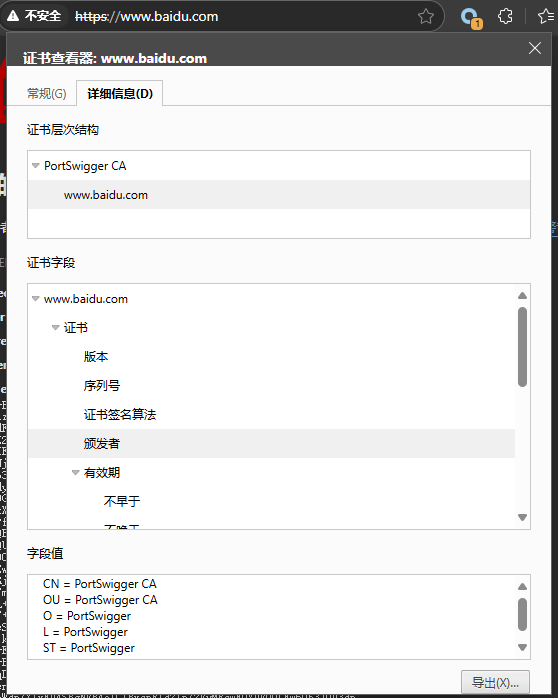 不安全 https://www.baidu.com 1
证书查看器: www.baidu.com
常规(G) 详细信息(D)
证书层次结构
PortSwigger CA
www.baidu.com
证书字段
www.baidu.com
证书
版本
序列号
证书签名算法
颁发者
有效期
不早于
字段值
CN = PortSwigger CA
OU = PortSwigger CA
O = PortSwigger
L = PortSwigger
ST = PortSwigger
导出(X)...